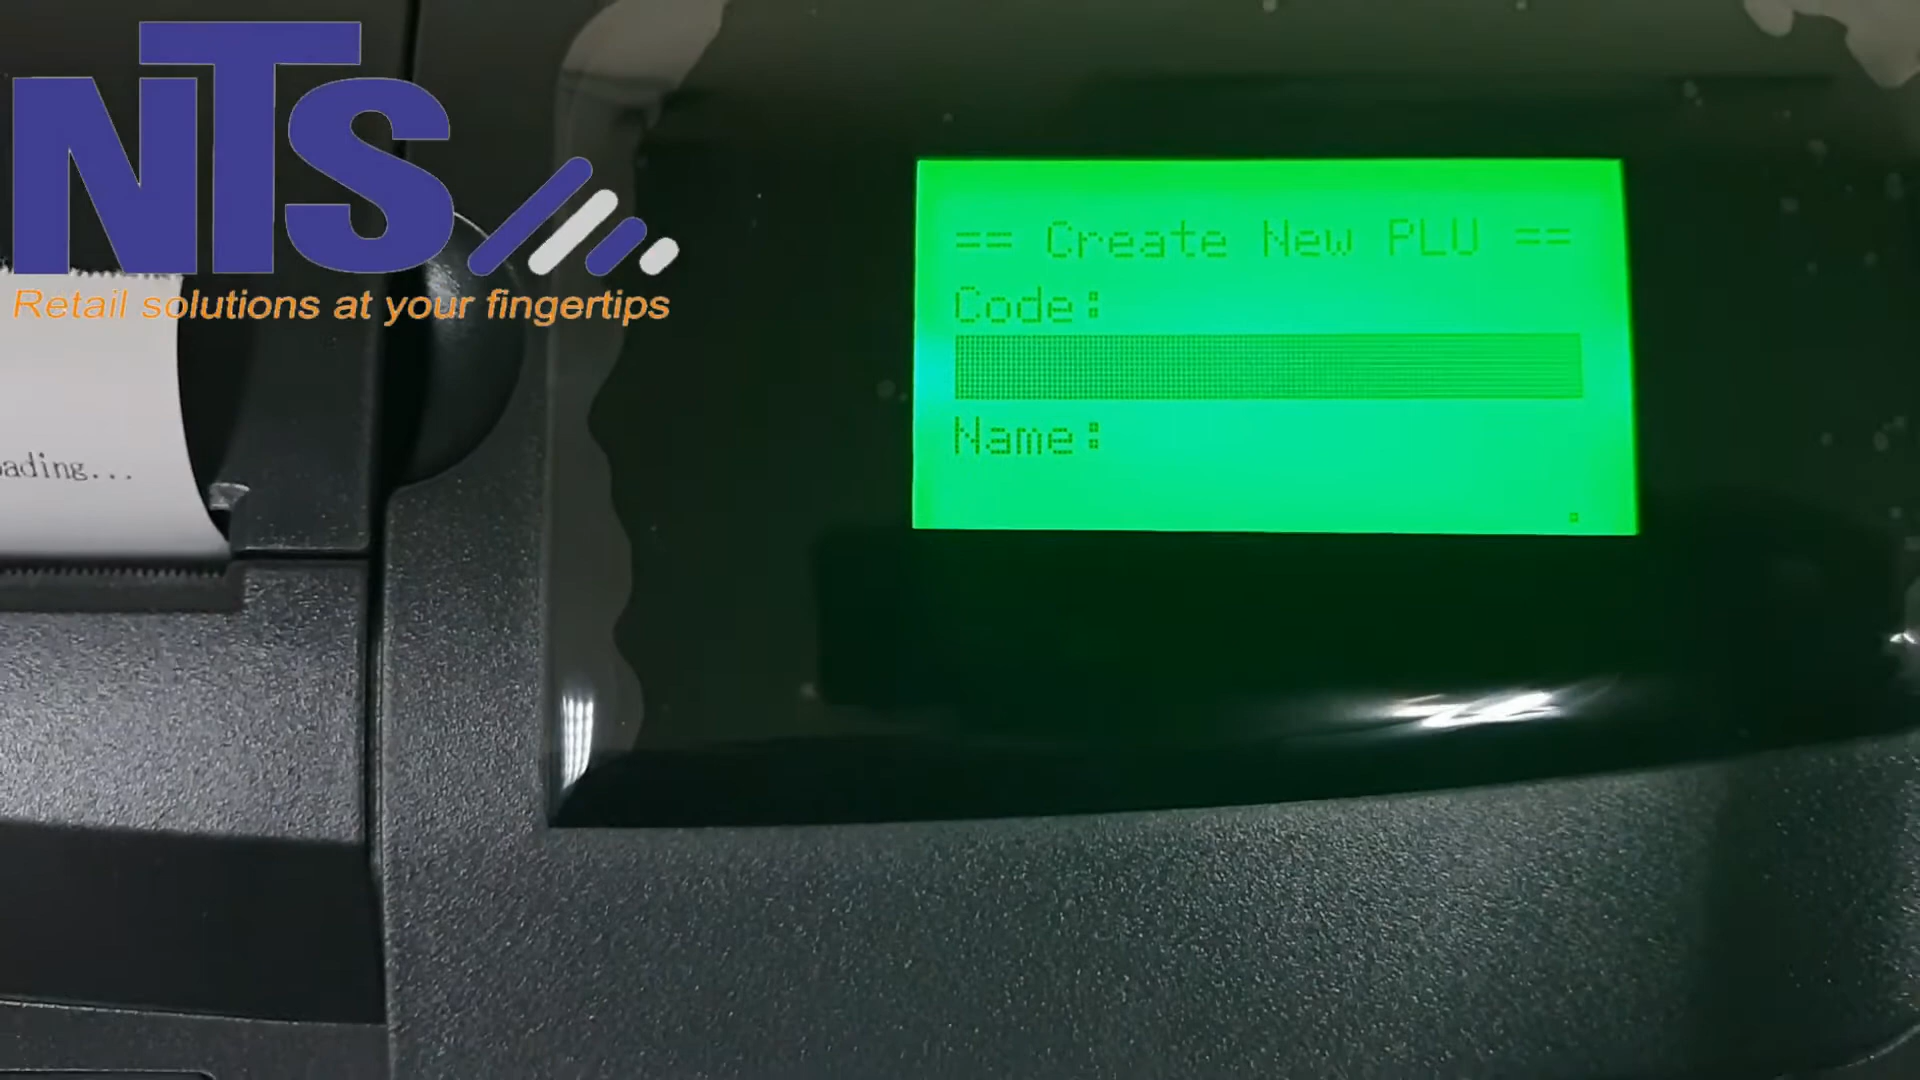 NTS
Retail solutions at your fingertips
== Create New PLU ==
Code:
Name:
ading...